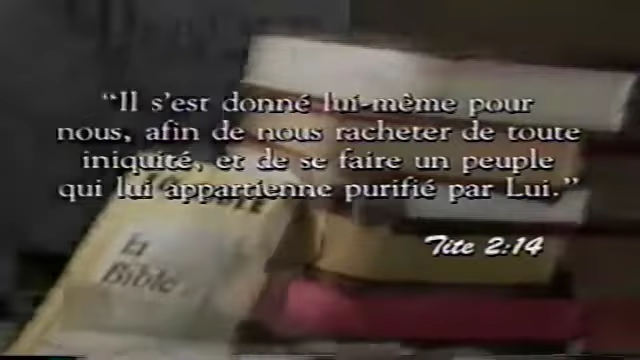 “Il s'est donné lui-même pour
nous, afin de nous racheter de toute
iniquité, et de se faire un peuple
qui lui appartienne purifié par Lui.”
Tite 2:14
La
Bible